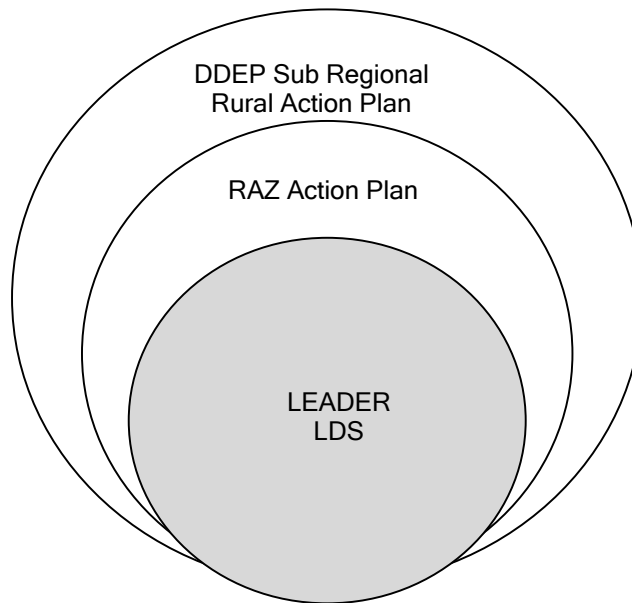 DDEP Sub Regional
Rural Action Plan
RAZ Action Plan
LEADER
LDS